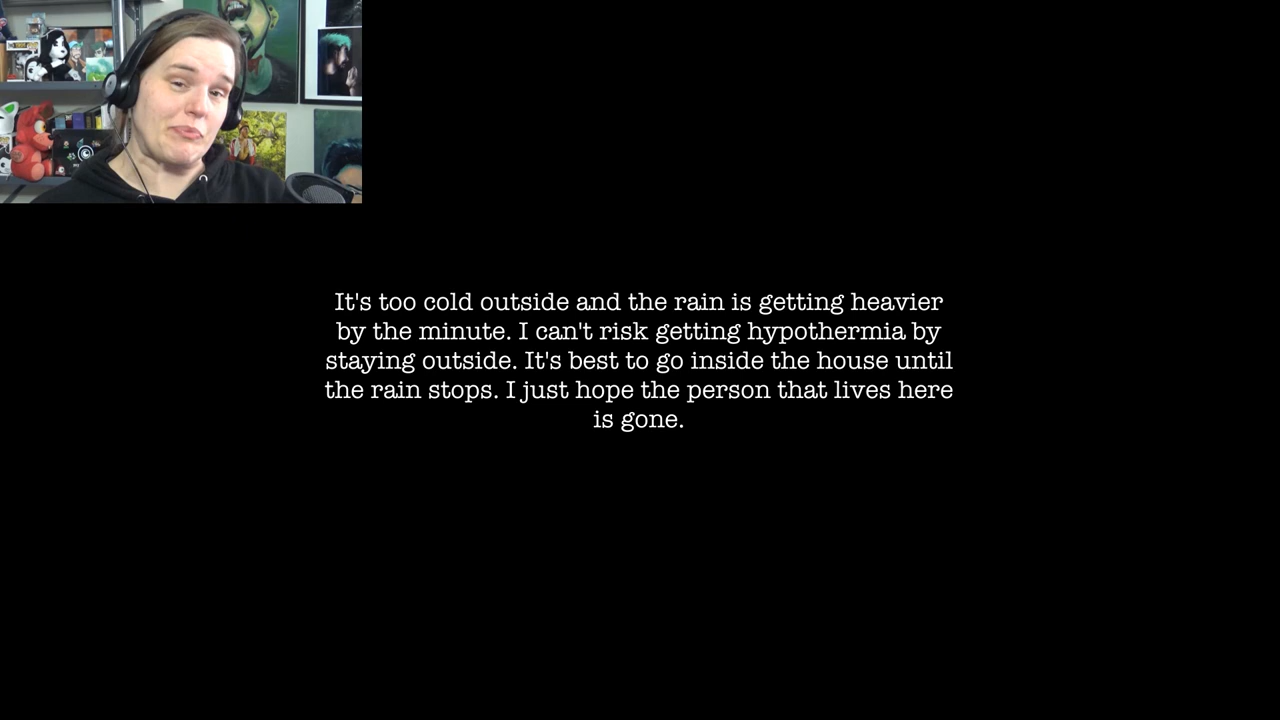 It's too cold outside and the rain is getting heavier
by the minute. I can't risk getting hypothermia by
staying outside. It's best to go inside the house until
the rain stops. I just hope the person that lives here
is gone.